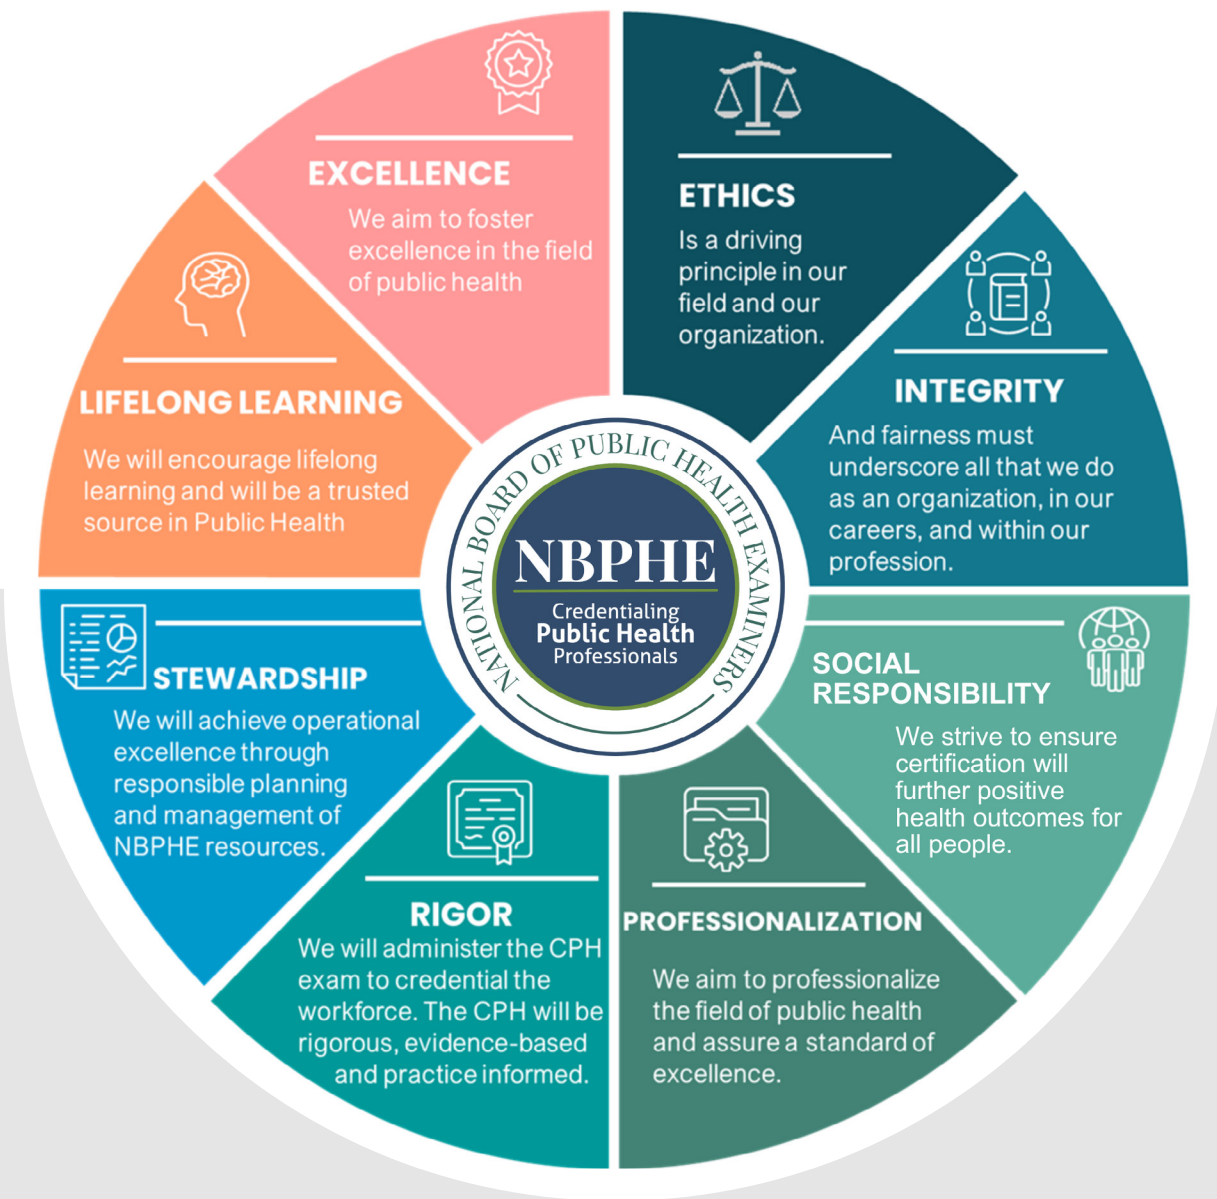 EXCELLENCE
We aim to foster
excellence in the field
of public health
ETHICS
Is a driving
principle in our
field and our
organization.
INTEGRITY
And fairness must
underscore all that we do
as an organization, in our
careers, and within our
profession.
SOCIAL
RESPONSIBILITY
We strive to ensure
certification will
further positive
health outcomes for
all people.
PROFESSIONALIZATION
We aim to professionalize
the field of public health
and assure a standard of
excellence.
RIGOR
We will administer the CPH
exam to credential the
workforce. The CPH will be
rigorous, evidence-based
and practice informed.
STEWARDSHIP
We will achieve operational
excellence through
responsible planning
and management of
NBPHE resources.
LIFELONG LEARNING
We will encourage lifelong
learning and will be a trusted
source in Public Health
NATIONAL BOARD OF PUBLIC HEALTH EXAMINERS
NBPHE
Credentialing
Public Health
Professionals